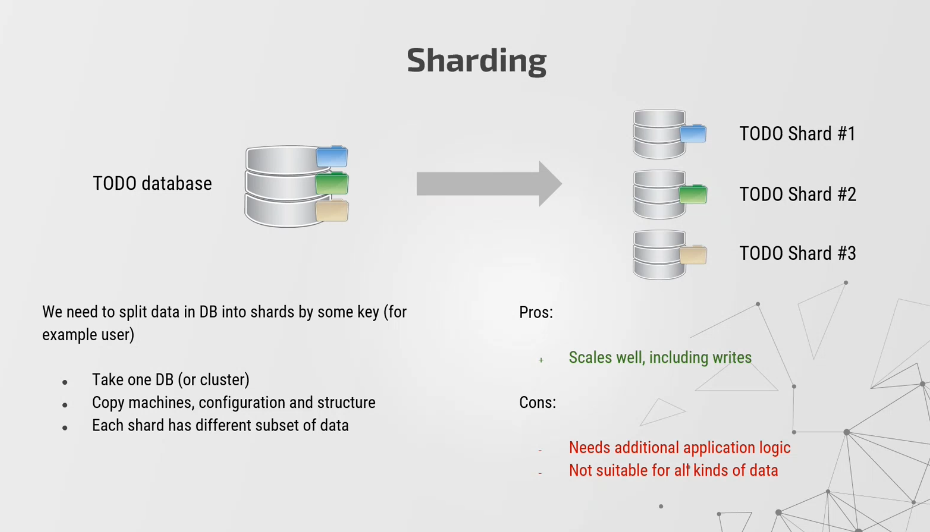 Sharding
TODO database
TODO Shard #1
TODO Shard #2
TODO Shard #3
We need to split data in DB into shards by some key (for
example user)
• Take one DB (or cluster)
• Copy machines, configuration and structure
• Each shard has different subset of data
Pros:
+ Scales well, including writes
Cons:
- Needs additional application logic
- Not suitable for all kinds of data